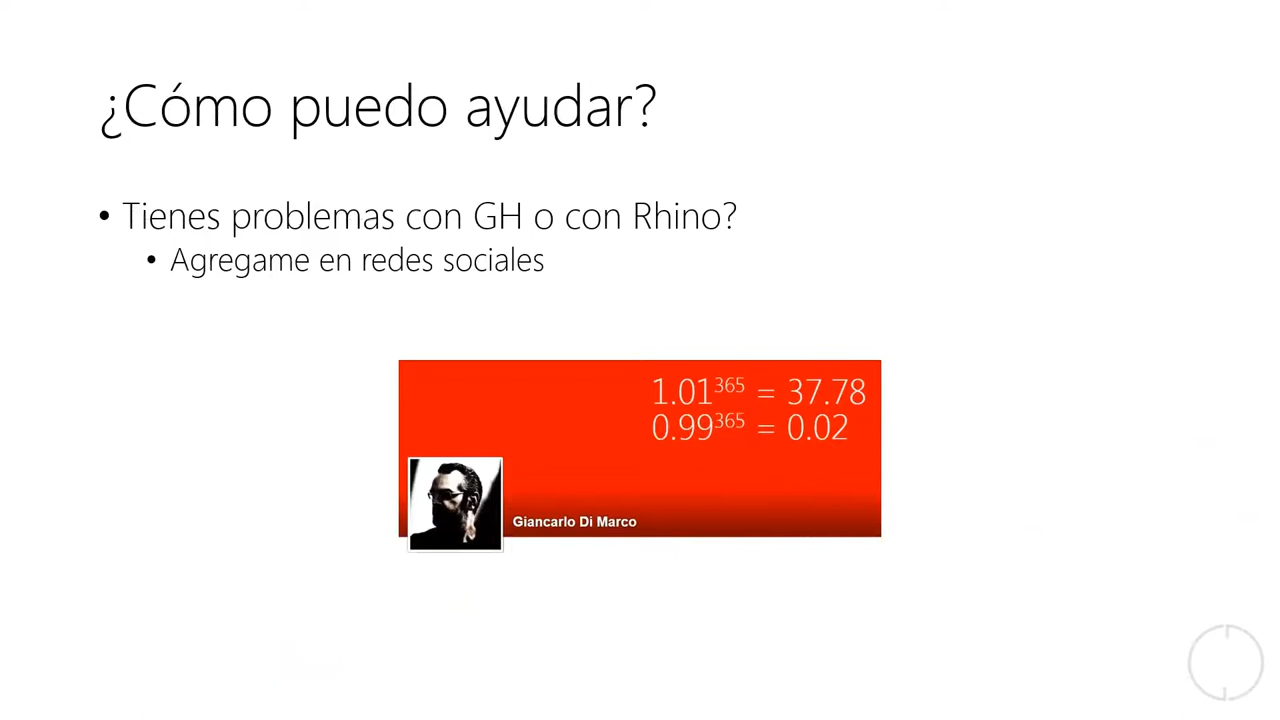 ¿Cómo puedo ayudar?
• Tienes problemas con GH o con Rhino?
• Agregame en redes sociales
1.01³⁶⁵ = 37.78
0.99³⁶⁵ = 0.02
Giancarlo Di Marco